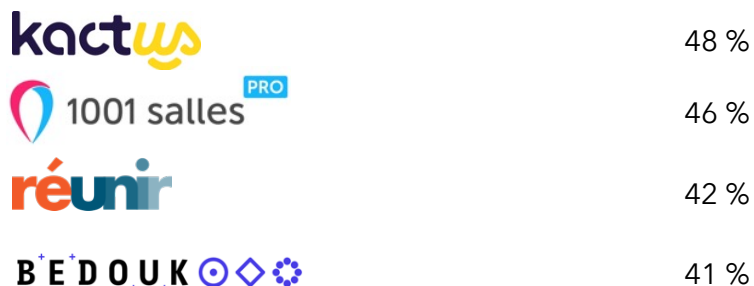 kactus 48 %
PRO
1001 salles 46 %
réunir 42 %
BEDOUK 41 %